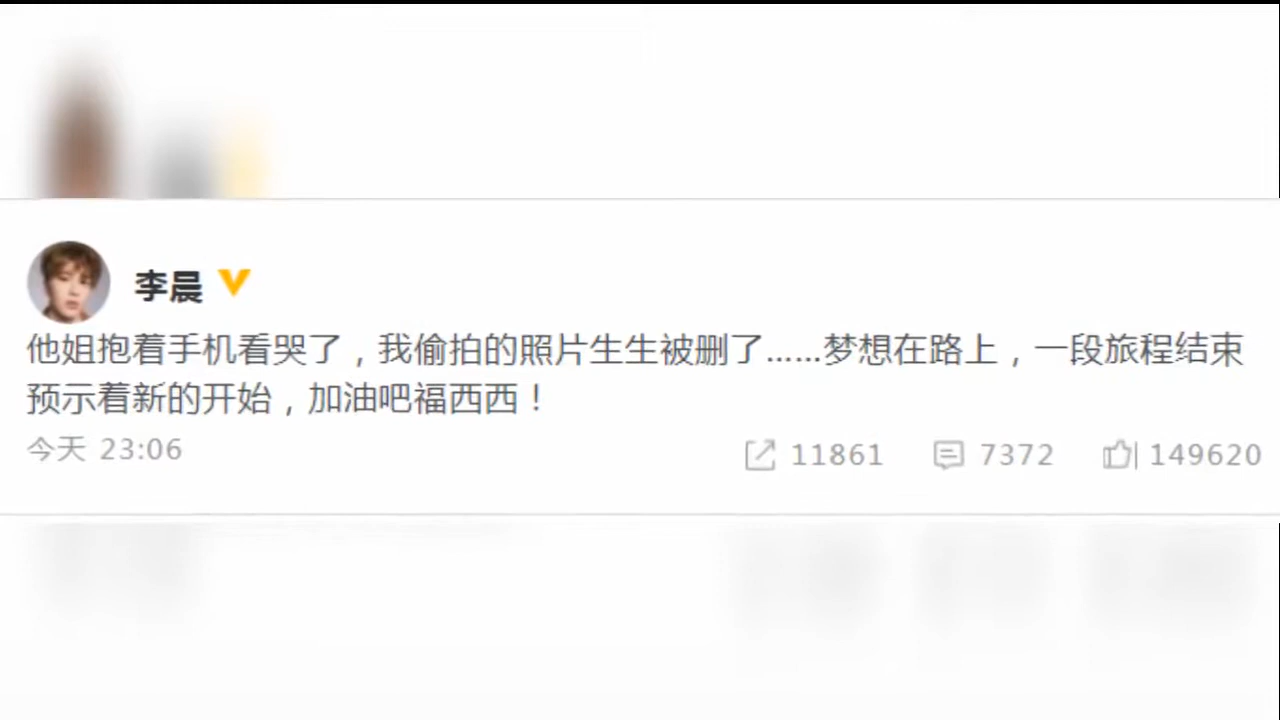 李晨
他姐抱着手机看哭了，我偷拍的照片生生被删了……梦想在路上，一段旅程结束
预示着新的开始，加油吧福西西！
今天 23:06
11861 7372 149620